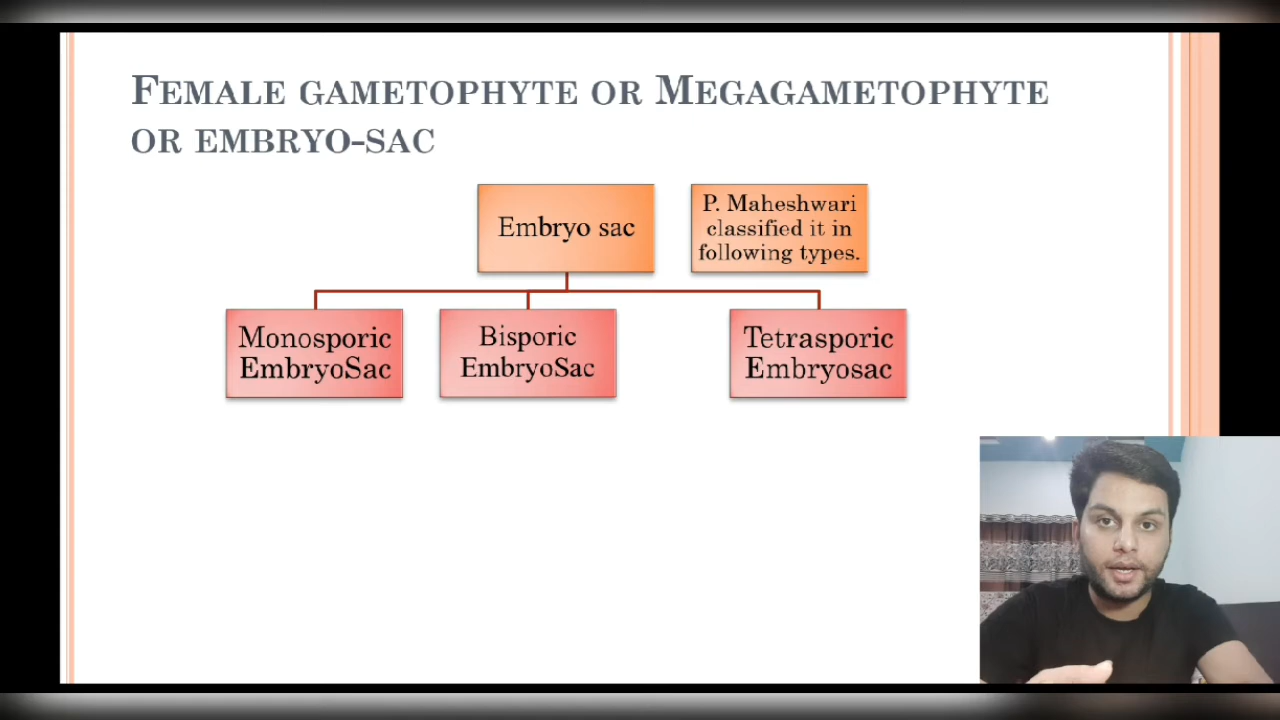 Female gametophyte or Megagametophyte
or embryo-sac
Embryo sac
P. Maheshwari
classified it in
following types.
Monosporic
EmbryoSac
Bisporic
EmbryoSac
Tetrasporic
Embryosac